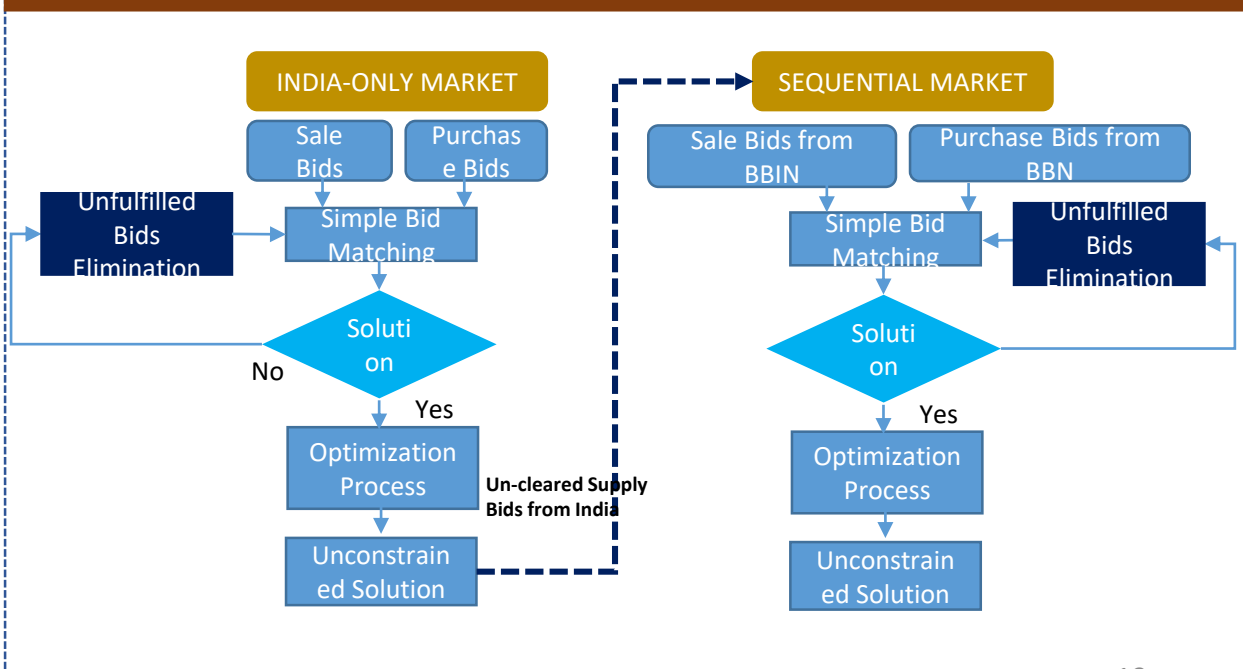 INDIA-ONLY MARKET
Sale
Bids
Purchas
e Bids
Unfulfilled
Bids
Elimination
Simple Bid
Matching
Soluti
on
No
Yes
Optimization
Process
Un-cleared Supply
Bids from India
Unconstrain
ed Solution
SEQUENTIAL MARKET
Sale Bids from
BBIN
Purchase Bids from
BBN
Simple Bid
Matching
Unfulfilled
Bids
Elimination
Soluti
on
Yes
Optimization
Process
Unconstrain
ed Solution